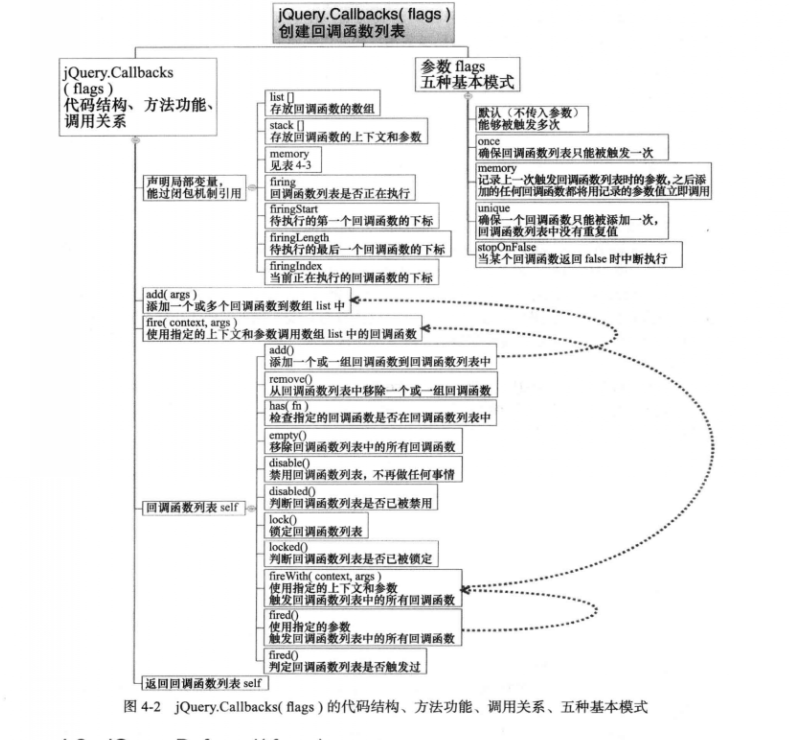 jQuery.Callbacks( flags )
创建回调函数列表
jQuery.Callbacks
( flags )
代码结构、方法功能、
调用关系
声明局部变量,
能过闭包机制引用
list []
存放回调函数的数组
stack []
存放回调函数的上下文和参数
memory
见表 4-3
firing
回调函数列表是否正在执行
firingStart
待执行的第一个回调函数的下标
firingLength
待执行的最后一个回调函数的下标
firingIndex
当前正在执行的回调函数的下标
add( args )
添加一个或多个回调函数到数组 list 中
fire( context, args )
使用指定的上下文和参数调用数组 list 中的回调函数
回调函数列表 self
add()
添加一个或一组回调函数到回调函数列表中
remove()
从回调函数列表中移除一个或一组回调函数
has( fn )
检查指定的回调函数是否在回调函数列表中
empty()
移除回调函数列表中的所有回调函数
disable()
禁用回调函数列表，不再做任何事情
disabled()
判断回调函数列表是否已被禁用
lock()
锁定回调函数列表
locked()
判断回调函数列表是否已被锁定
fireWith( context, args )
使用指定的上下文和参数
触发回调函数列表中的所有回调函数
fired()
使用指定的参数
触发回调函数列表中的所有回调函数
fired()
判定回调函数列表是否触发过
返回回调函数列表 self
参数 flags
五种基本模式
默认（不传入参数）
能够被触发多次
once
确保回调函数列表只能被触发一次
memory
记录上一次触发回调函数列表时的参数,之后添
加的任何回调函数都将用记录的参数值立即调用
unique
确保一个回调函数只能被添加一次,
回调函数列表中没有重复值
stopOnFalse
当某个回调函数返回 false 时中断执行
图 4-2 jQuery.Callbacks( flags ) 的代码结构、方法功能、调用关系、五种基本模式